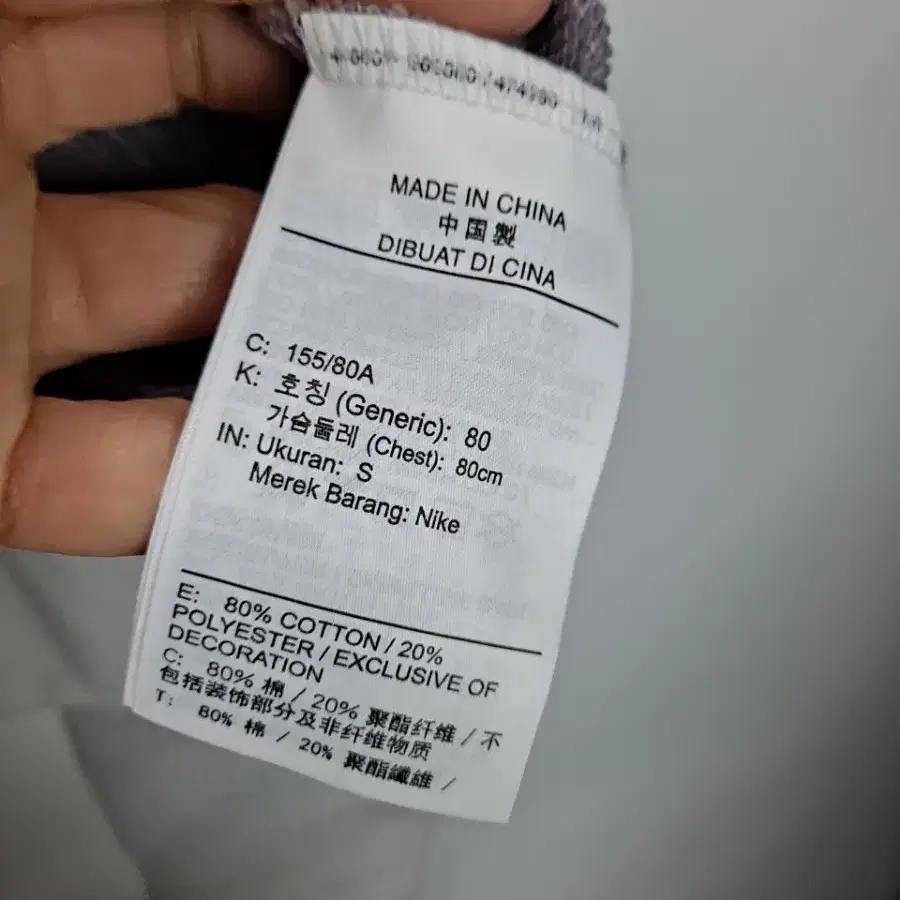 MADE IN CHINA
中国製
DIBUAT DI CINA
C: 155/80A
K: 호칭 (Generic): 80
가슴둘레 (Chest): 80cm
IN: Ukuran: S
Merek Barang: Nike
E: 80% COTTON / 20%
POLYESTER / EXCLUSIVE OF
DECORATION
C: 80% 棉 / 20% 聚酯纤维 / 不
包括装饰部分及非纤维物质
T: 80% 棉 / 20% 聚酯纖維 /